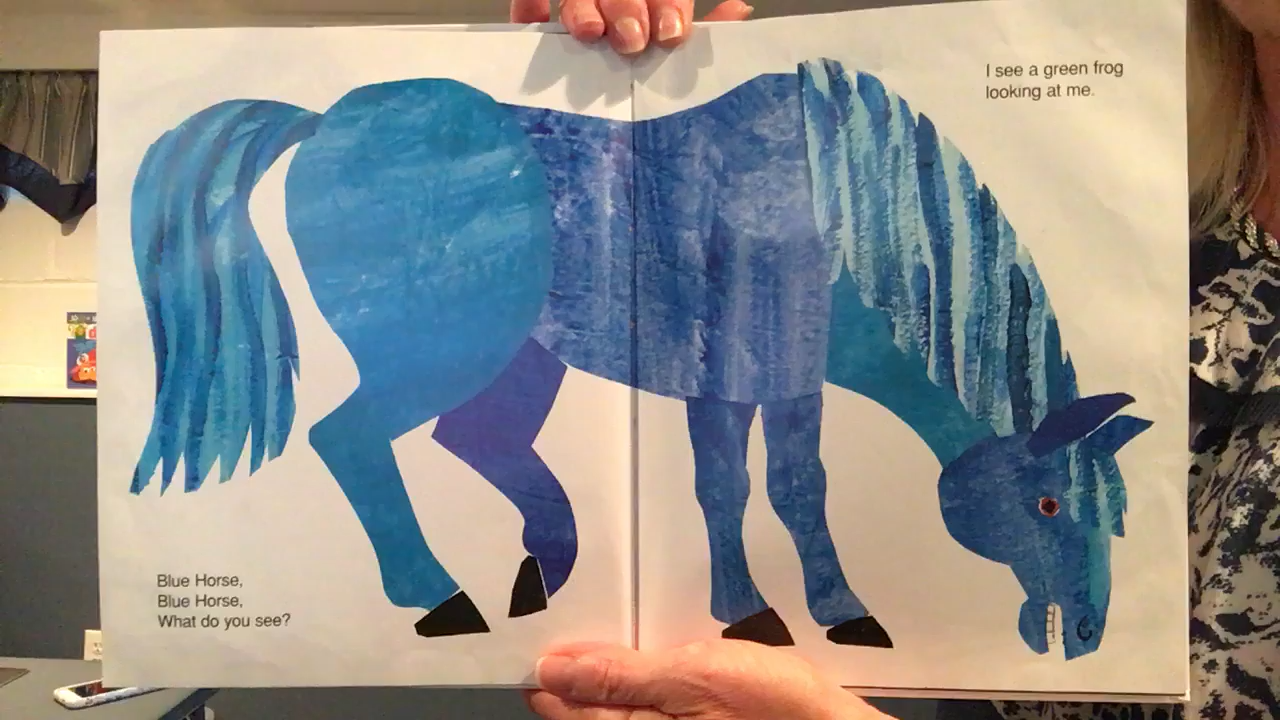 Blue Horse,
Blue Horse,
What do you see?
I see a green frog
looking at me.